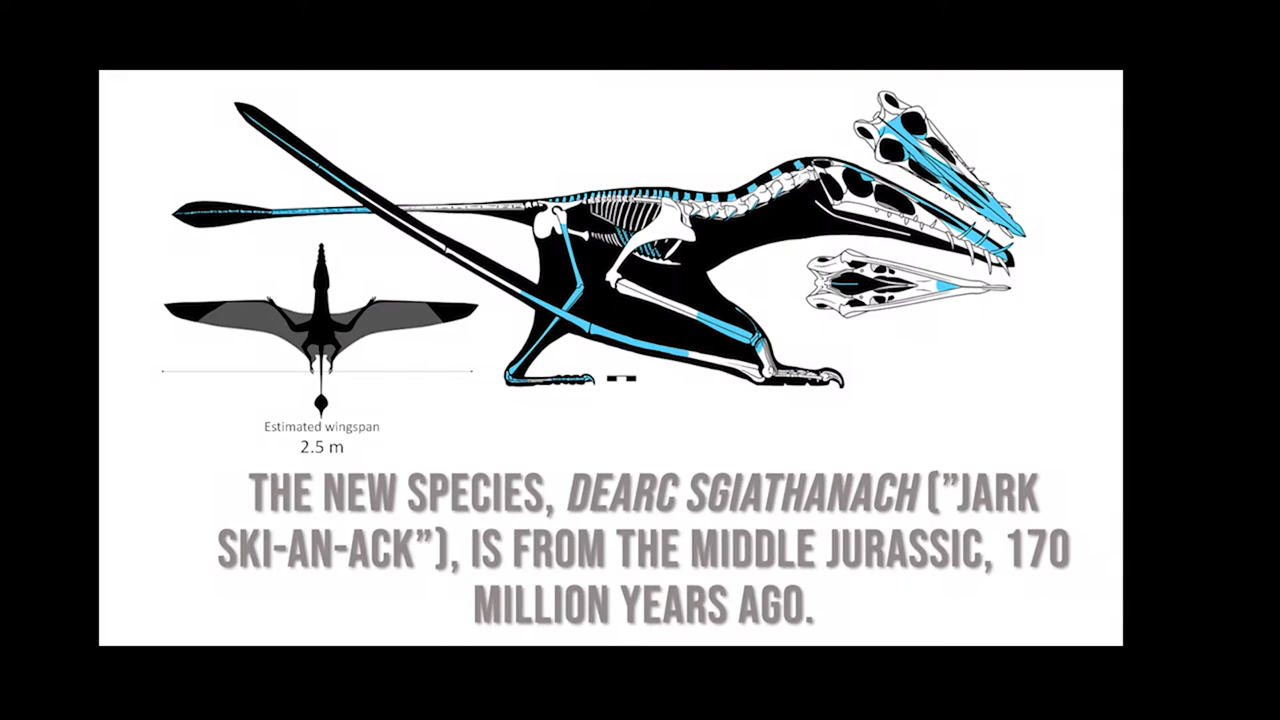 Estimated wingspan
2.5 m
THE NEW SPECIES, DEARC SGIATHANACH ("JARK
SKI-AN-ACK"), IS FROM THE MIDDLE JURASSIC, 170
MILLION YEARS AGO.